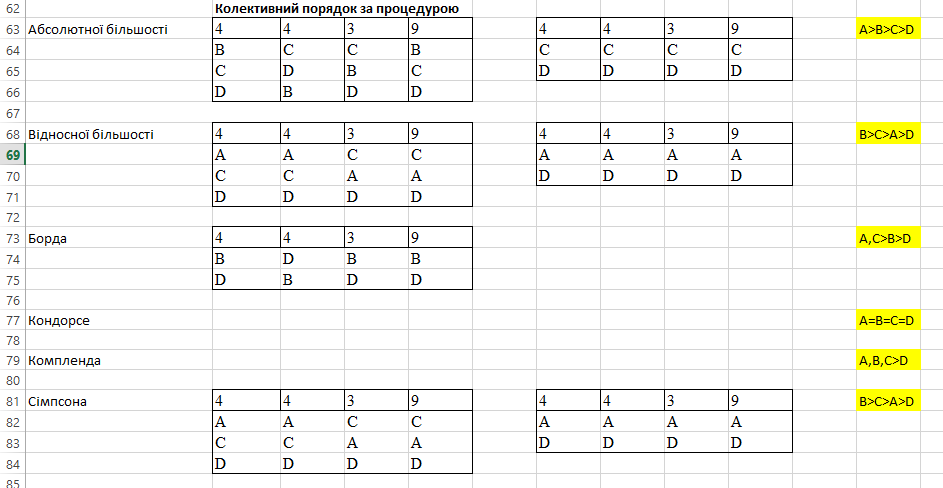 62 Колективний порядок за процедурою
63 Абсолютної більшості 4 4 3 9 4 4 3 9 A>B>C>D
64 B C C B C C C C
65 C D B C D D D D
66 D B D D
67
68 Відносної більшості 4 4 3 9 4 4 3 9 B>C>A>D
69 A A C C A A A A
70 C C A A D D D D
71 D D D D
72
73 Борда 4 4 3 9 A,C>B>D
74 B D B B
75 D B D D
76
77 Кондорсе A=B=C=D
78
79 Компленда A,B,C>D
80
81 Сімпсона 4 4 3 9 4 4 3 9 B>C>A>D
82 A A C C A A A A
83 C C A A D D D D
84 D D D D
85